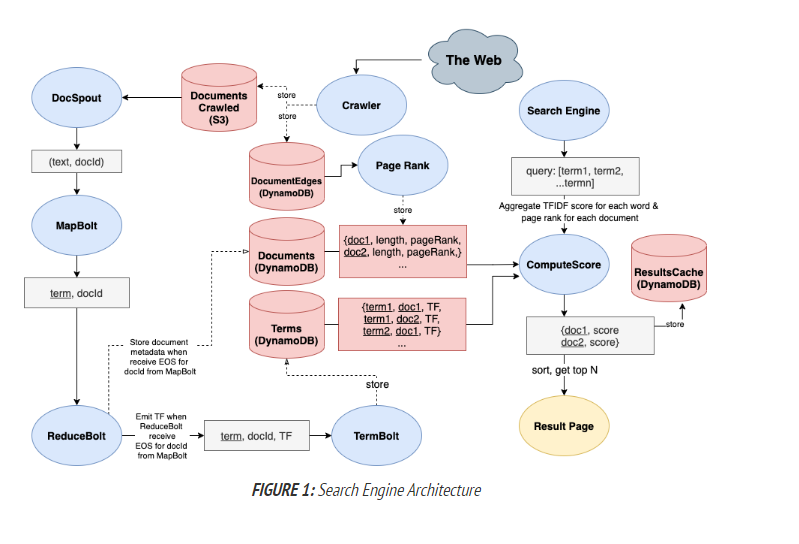 The Web
DocSpout
Documents
Crawled
(S3)
store
store
Crawler
Search Engine
(text, docId)
DocumentEdges
(DynamoDB)
Page Rank
query: [term1, term2,
...termn]
store
Aggregate TFIDF score for each word &
page rank for each document
MapBolt
Documents
(DynamoDB)
{doc1, length, pageRank,
doc2, length, pageRank,}
...
ComputeScore
ResultsCache
(DynamoDB)
term, docId
Terms
(DynamoDB)
{term1, doc1, TF,
term1, doc2, TF,
term2, doc1, TF}
...
{doc1, score
doc2, score}
store
Store document
metadata when
receive EOS for
docId from MapBolt
sort, get top N
store
ReduceBolt
Emit TF when
ReduceBolt
receive
EOS for docId
from MapBolt
term, docId, TF
TermBolt
Result Page
FIGURE 1: Search Engine Architecture